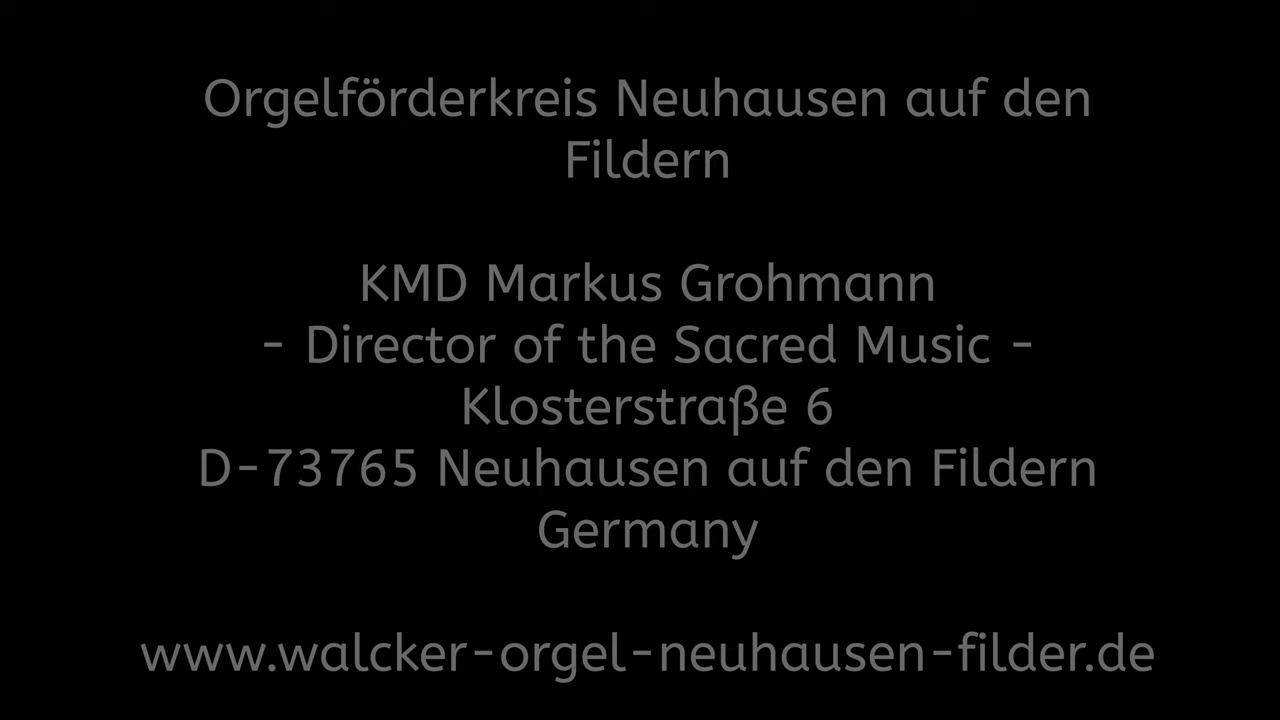 Orgelförderkreis Neuhausen auf den
Fildern
KMD Markus Grohmann
- Director of the Sacred Music -
Klosterstraße 6
D-73765 Neuhausen auf den Fildern
Germany
www.walcker-orgel-neuhausen-filder.de